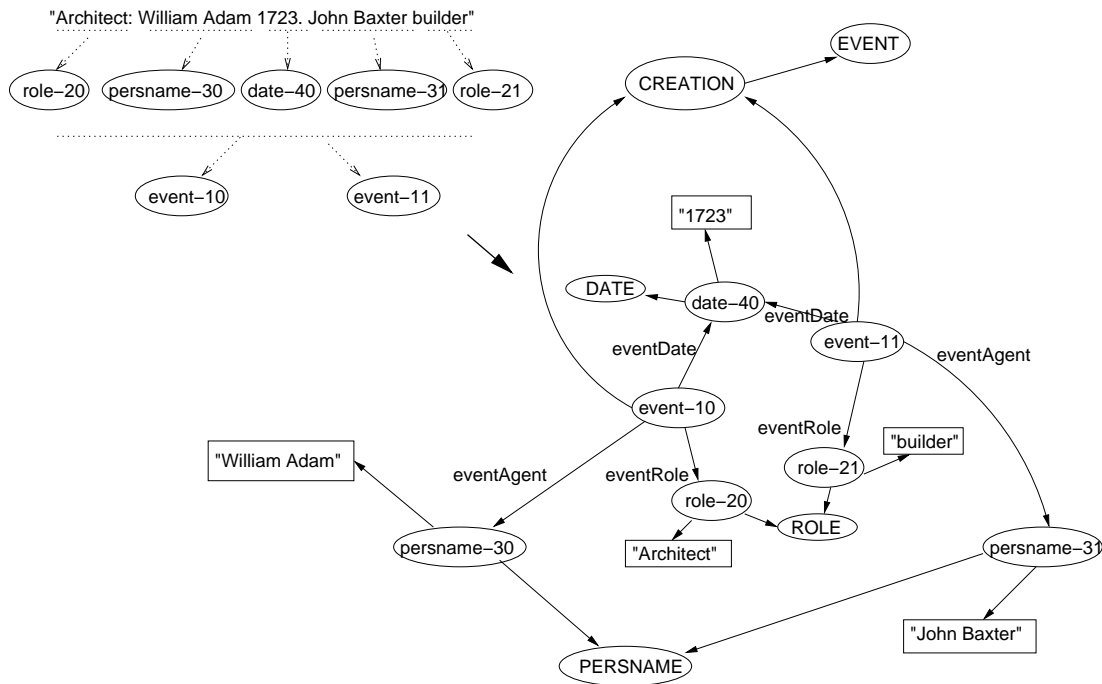 "Architect: William Adam 1723. John Baxter builder"
EVENT
role−20
persname−30
date−40
persname−31
role−21
CREATION
event−10
event−11
"1723"
DATE
date−40
eventDate
event−11
eventDate
eventAgent
event−10
eventRole
"builder"
"William Adam"
eventAgent
eventRole
role−21
role−20
ROLE
persname−30
"Architect"
persname−31
"John Baxter"
PERSNAME